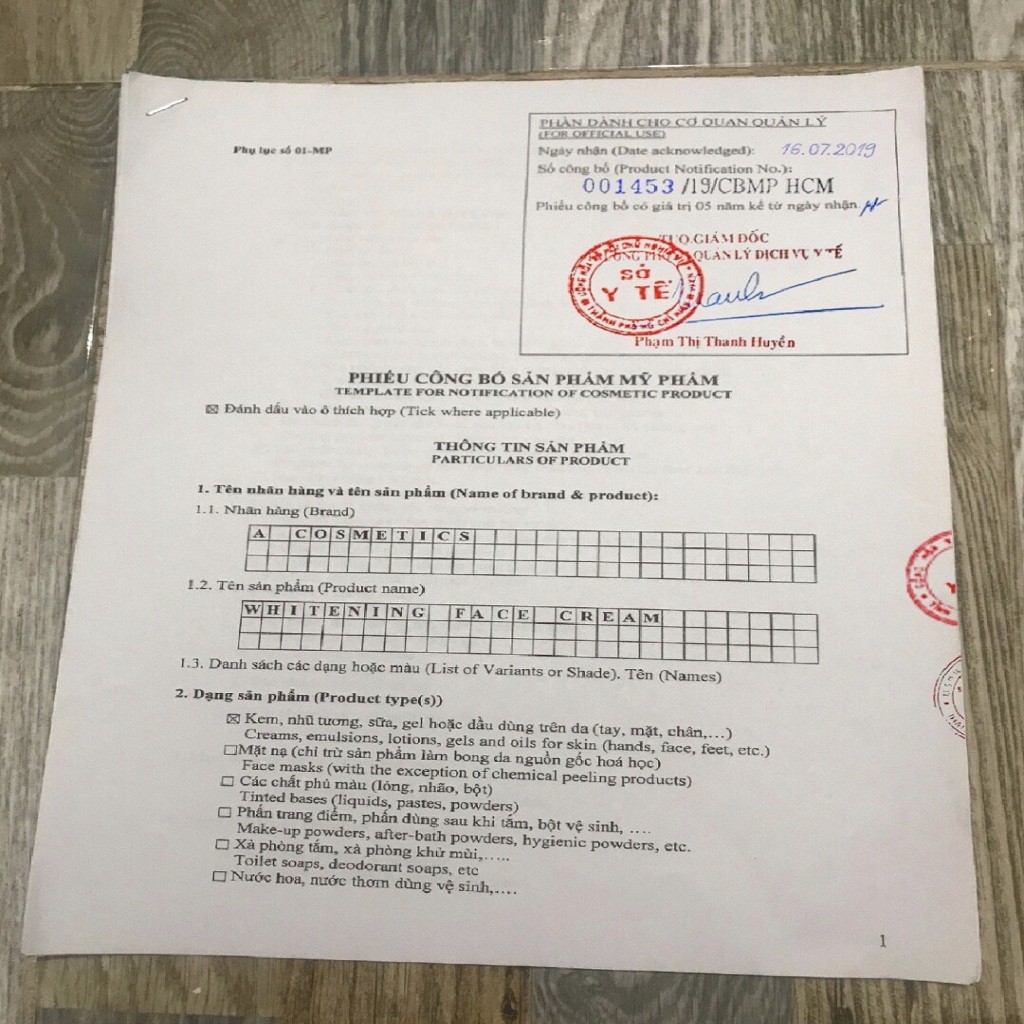 Phụ lục số 01-MP
PHẦN DÀNH CHO CƠ QUAN QUẢN LÝ
(FOR OFFICIAL USE)
Ngày nhận (Date acknowledged): 16.07.2019
Số công bố (Product Notification No.):
001453 /19/CBMP HCM
Phiếu công bố có giá trị 05 năm kể từ ngày nhận.
TUQ.GIÁM ĐỐC
QUẢN LÝ DỊCH VỤ Y TẾ
SỞ
Y TẾ
THÀNH PHỐ HỒ CHÍ MINH
Phạm Thị Thanh Huyền
PHIẾU CÔNG BỐ SẢN PHẨM MỸ PHẨM
TEMPLATE FOR NOTIFICATION OF COSMETIC PRODUCT
☒ Đánh dấu vào ô thích hợp (Tick where applicable)
THÔNG TIN SẢN PHẨM
PARTICULARS OF PRODUCT
1. Tên nhãn hàng và tên sản phẩm (Name of brand & product):
1.1. Nhãn hàng (Brand)
A COSMETICS
1.2. Tên sản phẩm (Product name)
WHITENING FACE CREAM
1.3. Danh sách các dạng hoặc màu (List of Variants or Shade). Tên (Names)
2. Dạng sản phẩm (Product type(s))
☒ Kem, nhũ tương, sữa, gel hoặc dầu dùng trên da (tay, mặt, chân,...)
Creams, emulsions, lotions, gels and oils for skin (hands, face, feet, etc.)
☐ Mặt nạ (chỉ trừ sản phẩm làm bong da nguồn gốc hoá học)
Face masks (with the exception of chemical peeling products)
☐ Các chất phủ màu (lỏng, nhão, bột)
Tinted bases (liquids, pastes, powders)
☐ Phấn trang điểm, phấn dùng sau khi tắm, bột vệ sinh, ....
Make-up powders, after-bath powders, hygienic powders, etc.
☐ Xà phòng tắm, xà phòng khử mùi,.....
Toilet soaps, deodorant soaps, etc
☐ Nước hoa, nước thơm dùng vệ sinh,....
1